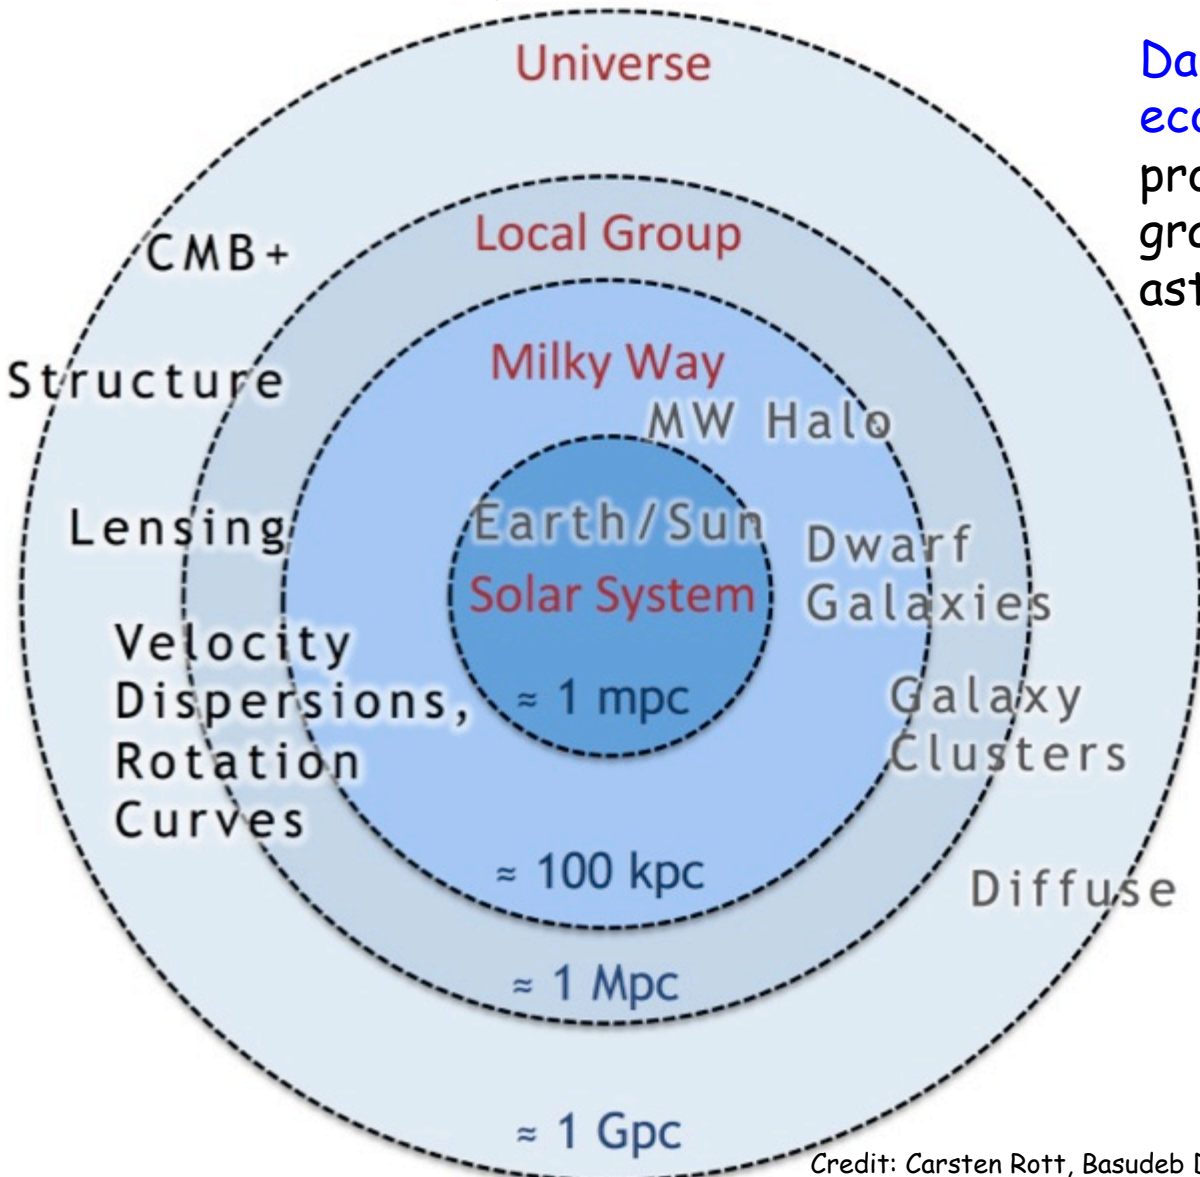 Universe
Local Group
CMB+
Milky Way
Structure
MW Halo
Earth/Sun
Lensing
Dwarf
Galaxies
Solar System
Velocity
Dispersions,
Rotation
Curves
≈ 1 mpc
Galaxy
Clusters
≈ 100 kpc
Diffuse
≈ 1 Mpc
≈ 1 Gpc
Credit: Carsten Rott, Basudeb